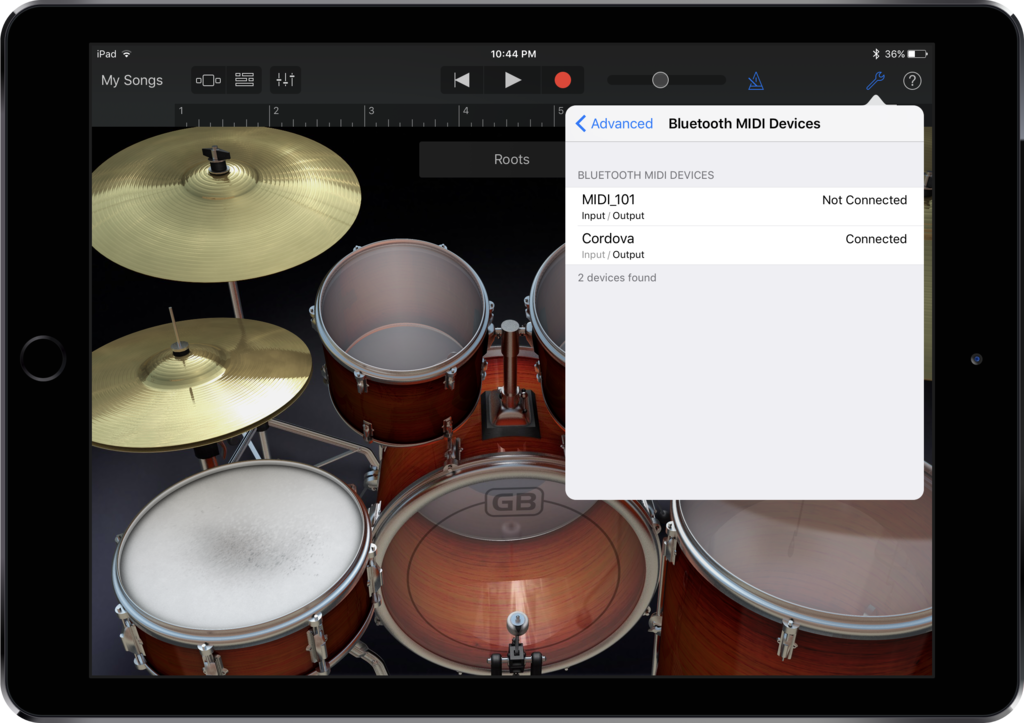 iPad
10:44 PM
36%
My Songs
?
1 2 3 4 5
Advanced Bluetooth MIDI Devices
Roots
BLUETOOTH MIDI DEVICES
MIDI_101 Not Connected
Input / Output
Cordova Connected
Input / Output
2 devices found
GB